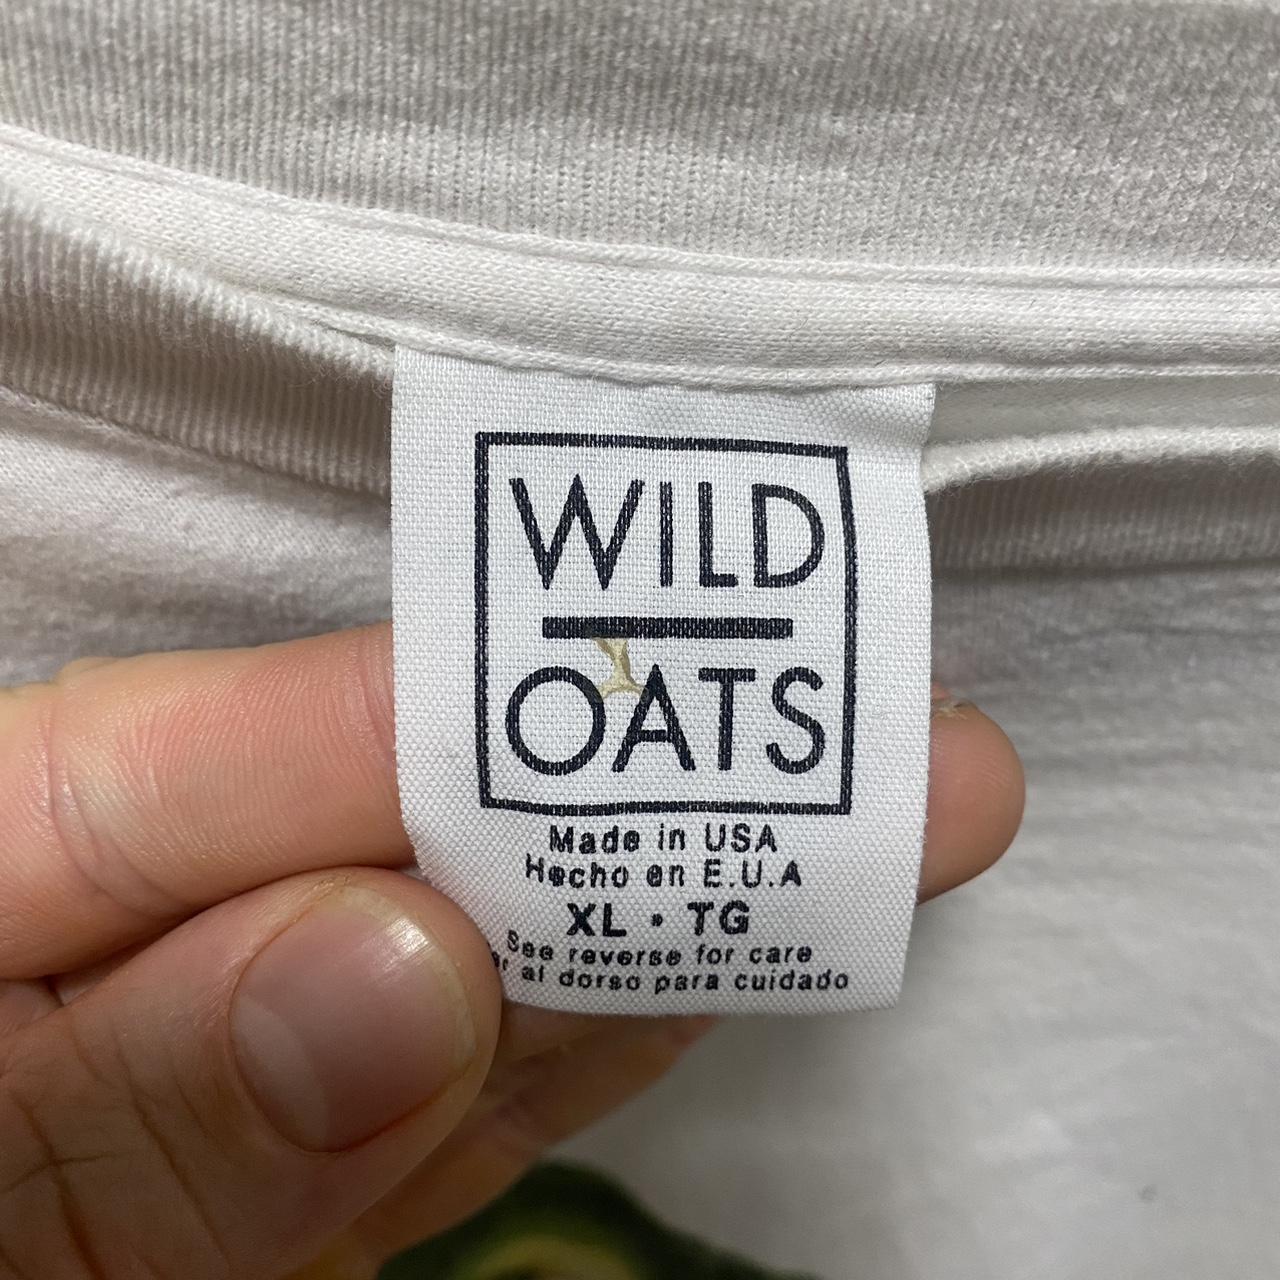 WILD
OATS
Made in USA
Hecho en E.U.A
XL • TG
See reverse for care
al dorso para cuidado